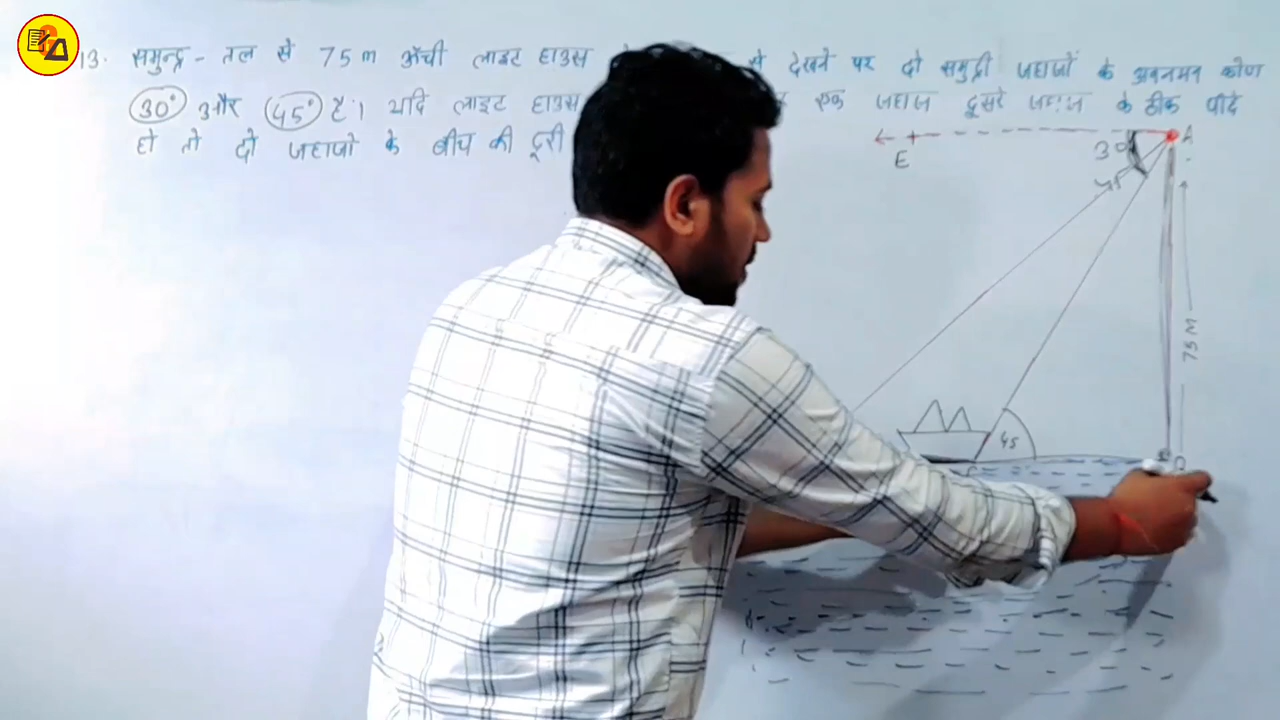 13. समुन्द्र - तल से 75 m ऊँची लाइट हाउस से देखने पर दो समुद्री जहाजों के अवनमन कोण
30° और 45° है। यदि लाइट हाउस एक जहाज दूसरे जहाज के ठीक पीछे
हो तो दो जहाजो के बीच की दूरी
E
30
A
45
75 M
45